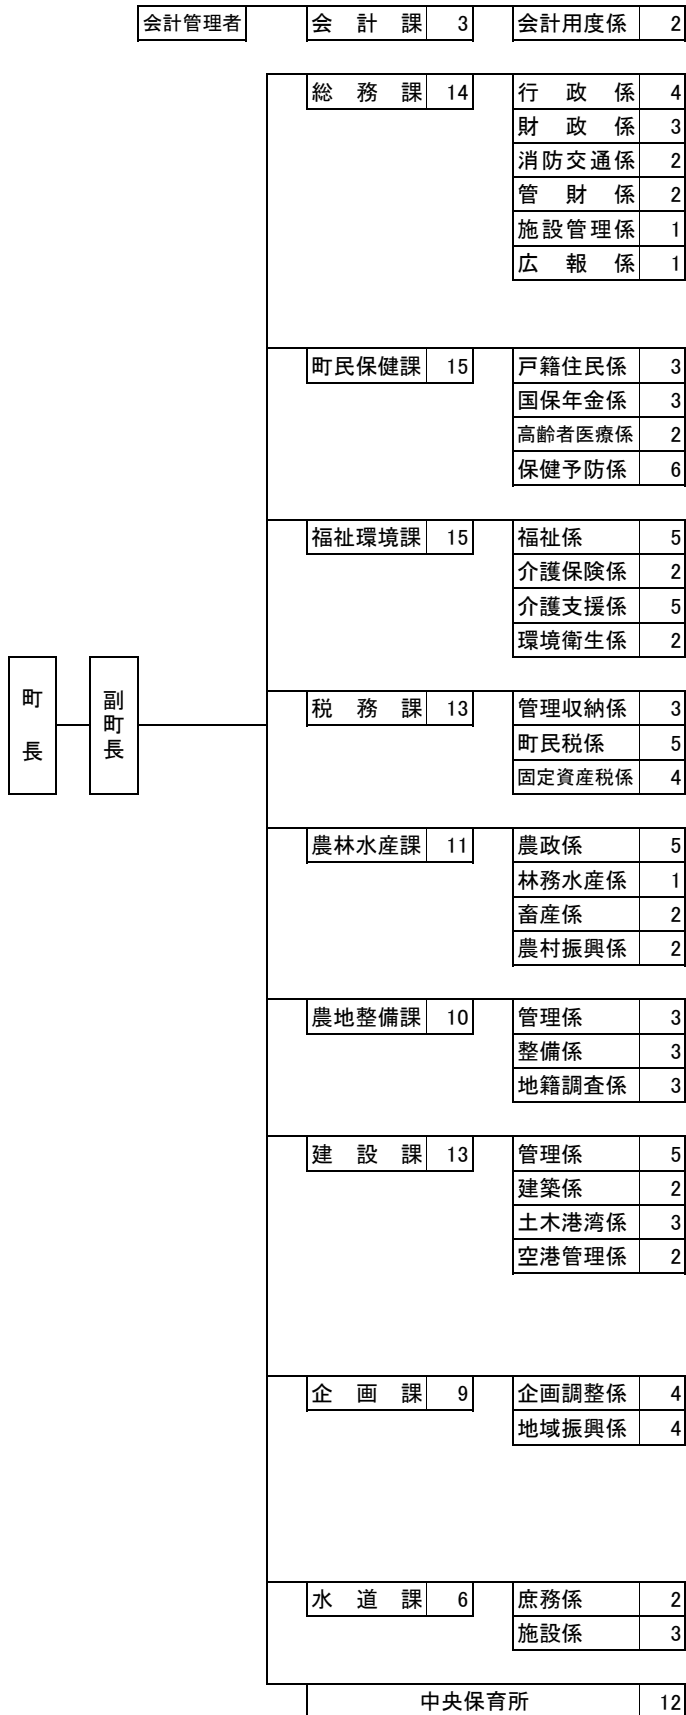 会計管理者 会計課 3 会計用度係 2
総務課 14 行政係 4
財政係 3
消防交通係 2
管財係 2
施設管理係 1
広報係 1
町民保健課 15 戸籍住民係 3
国保年金係 3
高齢者医療係 2
保健予防係 6
福祉環境課 15 福祉係 5
介護保険係 2
介護支援係 5
環境衛生係 2
町長 副町長
税務課 13 管理収納係 3
町民税係 5
固定資産税係 4
農林水産課 11 農政係 5
林務水産係 1
畜産係 2
農村振興係 2
農地整備課 10 管理係 3
整備係 3
地籍調査係 3
建設課 13 管理係 5
建築係 2
土木港湾係 3
空港管理係 2
企画課 9 企画調整係 4
地域振興係 4
水道課 6 庶務係 2
施設係 3
中央保育所 12